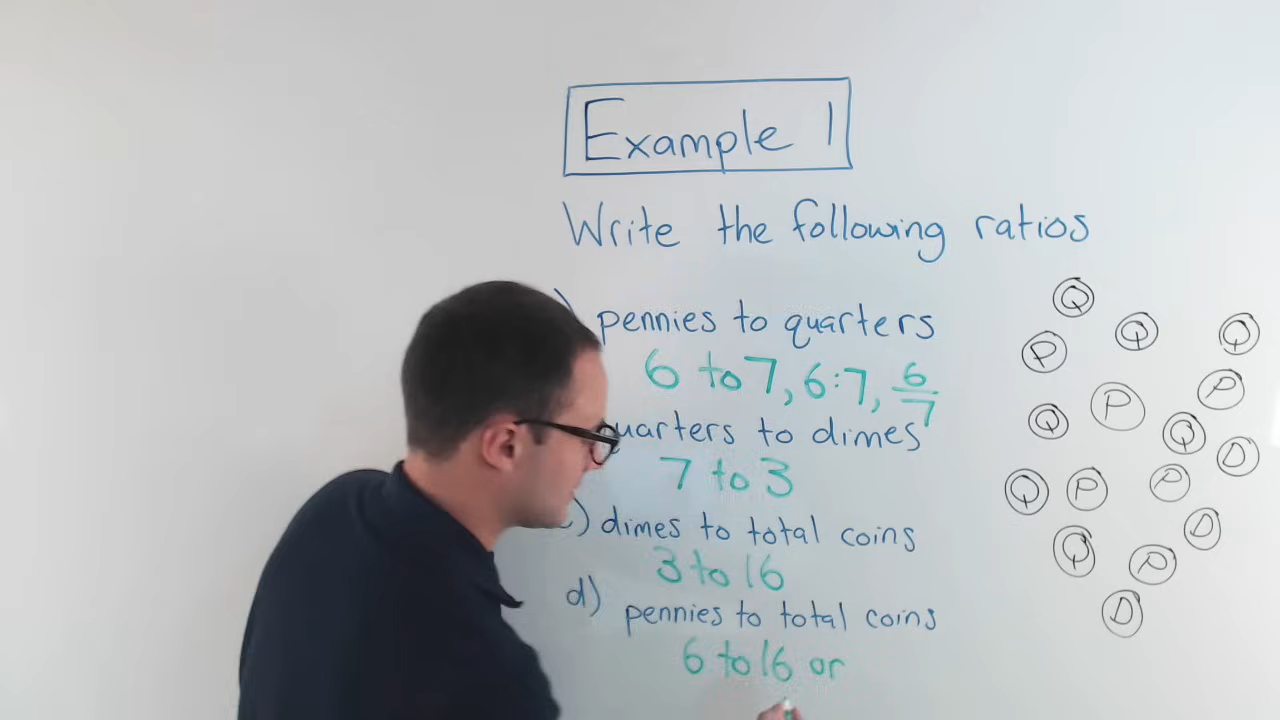 Example 1
Write the following ratios
) pennies to quarters
6 to 7, 6:7, 6/7
uarters to dimes
7 to 3
) dimes to total coins
3 to 16
d) pennies to total coins
6 to 16 or
Q
Q Q
P
P
P
Q Q
D
Q P P
D
Q P
D